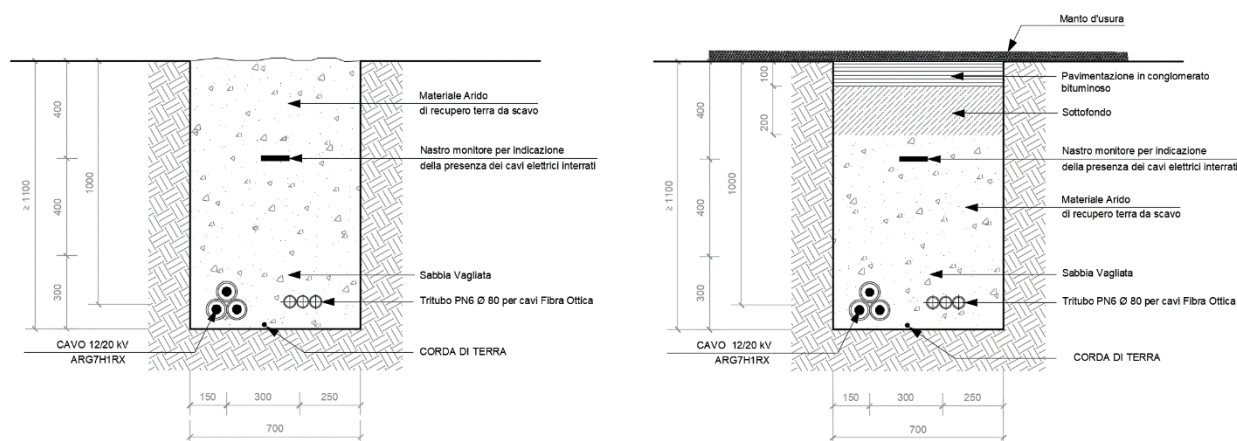 Materiale Arido
di recupero terra da scavo
Nastro monitore per indicazione
della presenza dei cavi elettrici interrati
Sabbia Vagliata
Tritubo PN6 Ø 80 per cavi Fibra Ottica
CORDA DI TERRA
CAVO 12/20 kV
ARG7H1RX
≥ 1100
400
400
300
1000
150
300
250
700
Manto d'usura
Pavimentazione in conglomerato
bituminoso
Sottofondo
Nastro monitore per indicazione
della presenza dei cavi elettrici interrati
Materiale Arido
di recupero terra da scavo
Sabbia Vagliata
Tritubo PN6 Ø 80 per cavi Fibra Ottica
CORDA DI TERRA
CAVO 12/20 kV
ARG7H1RX
≥ 1100
400
400
300
1000
100
200
150
300
250
700